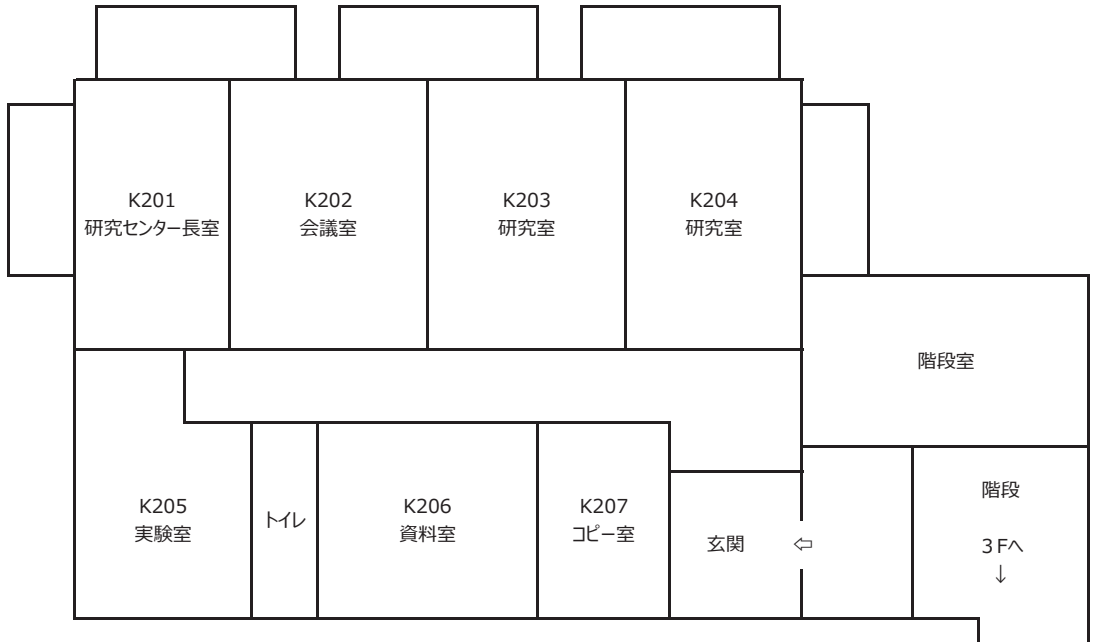 K201
研究センター長室
K202
会議室
K203
研究室
K204
研究室
階段室
K205
実験室
トイレ
K206
資料室
K207
コピー室
玄関
⇦
階段
3Fへ
↓